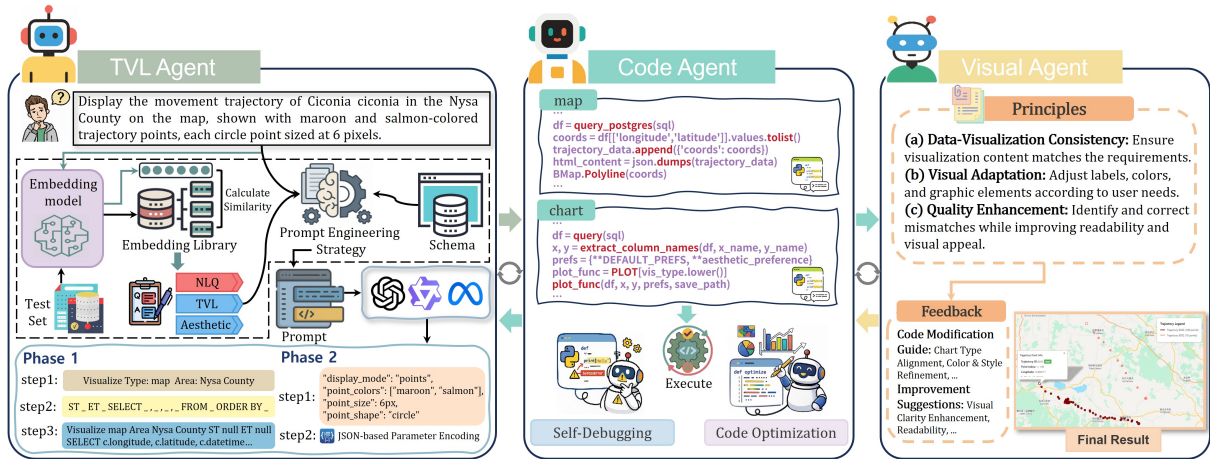 TVL Agent
Display the movement trajectory of Ciconia ciconia in the Nysa
County on the map, shown with maroon and salmon-colored
trajectory points, each circle point sized at 6 pixels.
Embedding
model
Calculate
Similarity
Embedding Library
Prompt Engineering
Strategy
Schema
Test
Set
NLQ
TVL
Aesthetic
Prompt
Phase 1
step1:
Visualize Type: map Area: Nysa County
step2:
ST _ ET _ SELECT _ , _ , _ , _ FROM _ ORDER BY _
step3:
Visualize map Area Nysa County ST null ET null
SELECT c.longitude, c.latitude, c.datetime...
Phase 2
step1:
"display_mode": "points",
"point_colors": ["maroon", "salmon"],
"point_size": 6px,
"point_shape": "circle"
step2:
JSON-based Parameter Encoding
Code Agent
map
...
df = query_postgres(sql)
coords = df[['longitude','latitude']].values.tolist()
trajectory_data.append({'coords': coords})
html_content = json.dumps(trajectory_data)
BMap.Polyline(coords)
...
chart
...
df = query(sql)
x, y = extract_column_names(df, x_name, y_name)
prefs = {**DEFAULT_PREFS, **aesthetic_preference}
plot_func = PLOT[vis_type.lower()]
plot_func(df, x, y, prefs, save_path)
...
def
Execute
def optimize
Self-Debugging
Code Optimization
Visual Agent
Principles
(a) Data-Visualization Consistency: Ensure
visualization content matches the requirements.
(b) Visual Adaptation: Adjust labels, colors,
and graphic elements according to user needs.
(c) Quality Enhancement: Identify and correct
mismatches while improving readability and
visual appeal.
Feedback
Code Modification
Guide: Chart Type
Alignment, Color & Style
Refinement, ...
Improvement
Suggestions: Visual
Clarity Enhancement,
Readability, ...
Trajectory Legend
Final Result